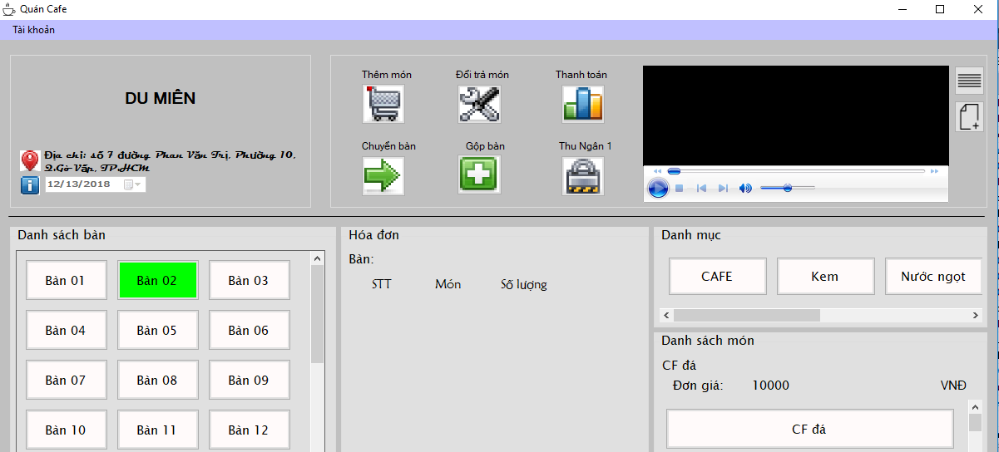 Quán Cafe
Tài khoản
DU MIÊN
Địa chỉ: số 7 đường Phan Văn Trị, Phường 10,
Q.Gò Vấp, TP.HCM
12/13/2018
Thêm món
Đổi trả món
Thanh toán
Chuyển bàn
Gộp bàn
Thu Ngân 1
Danh sách bàn
Bàn 01
Bàn 02
Bàn 03
Bàn 04
Bàn 05
Bàn 06
Bàn 07
Bàn 08
Bàn 09
Bàn 10
Bàn 11
Bàn 12
Hóa đơn
Bàn:
STT Món Số lượng
Danh mục
CAFE
Kem
Nước ngọt
Danh sách món
CF đá
Đơn giá: 10000 VNĐ
CF đá